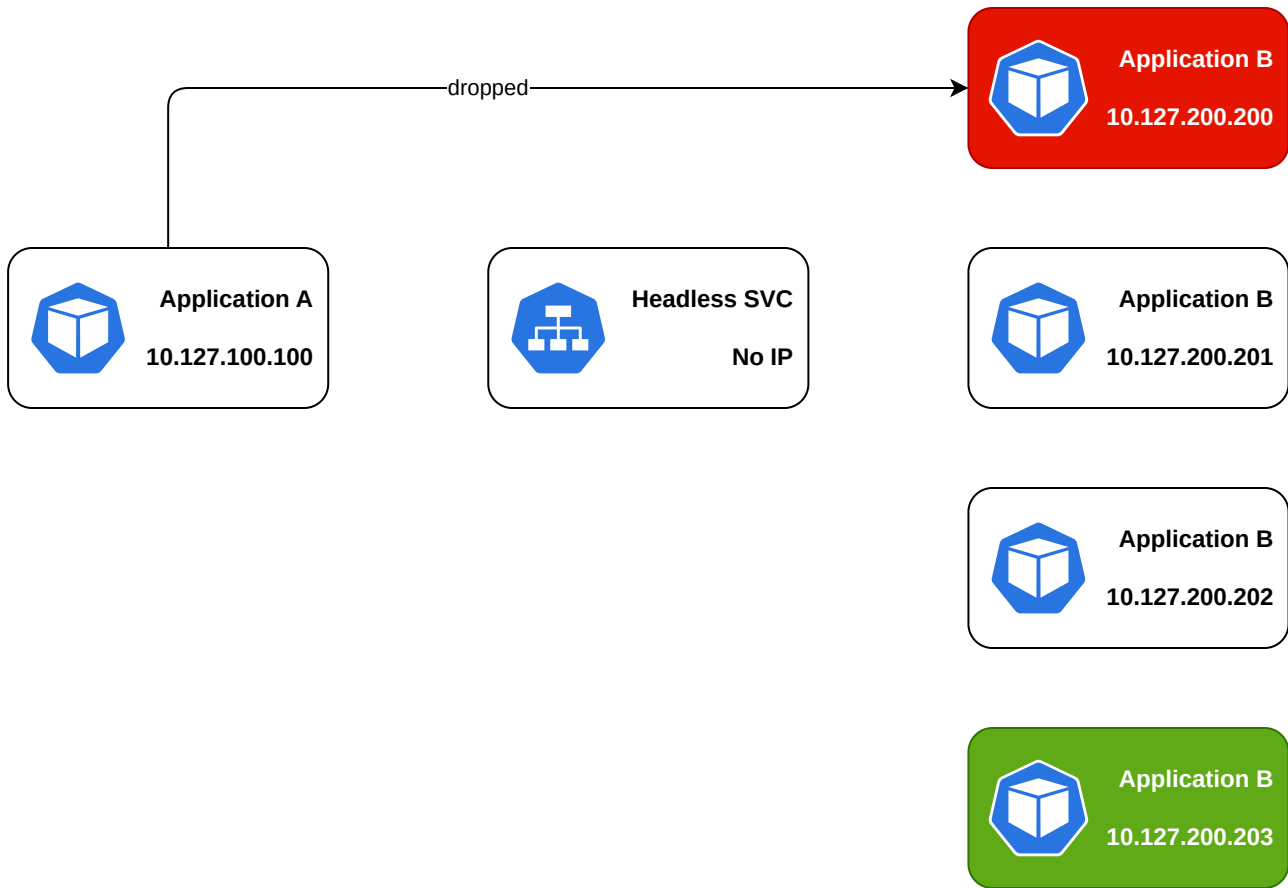 Application B
10.127.200.200
dropped
Application A
10.127.100.100
Headless SVC
No IP
Application B
10.127.200.201
Application B
10.127.200.202
Application B
10.127.200.203